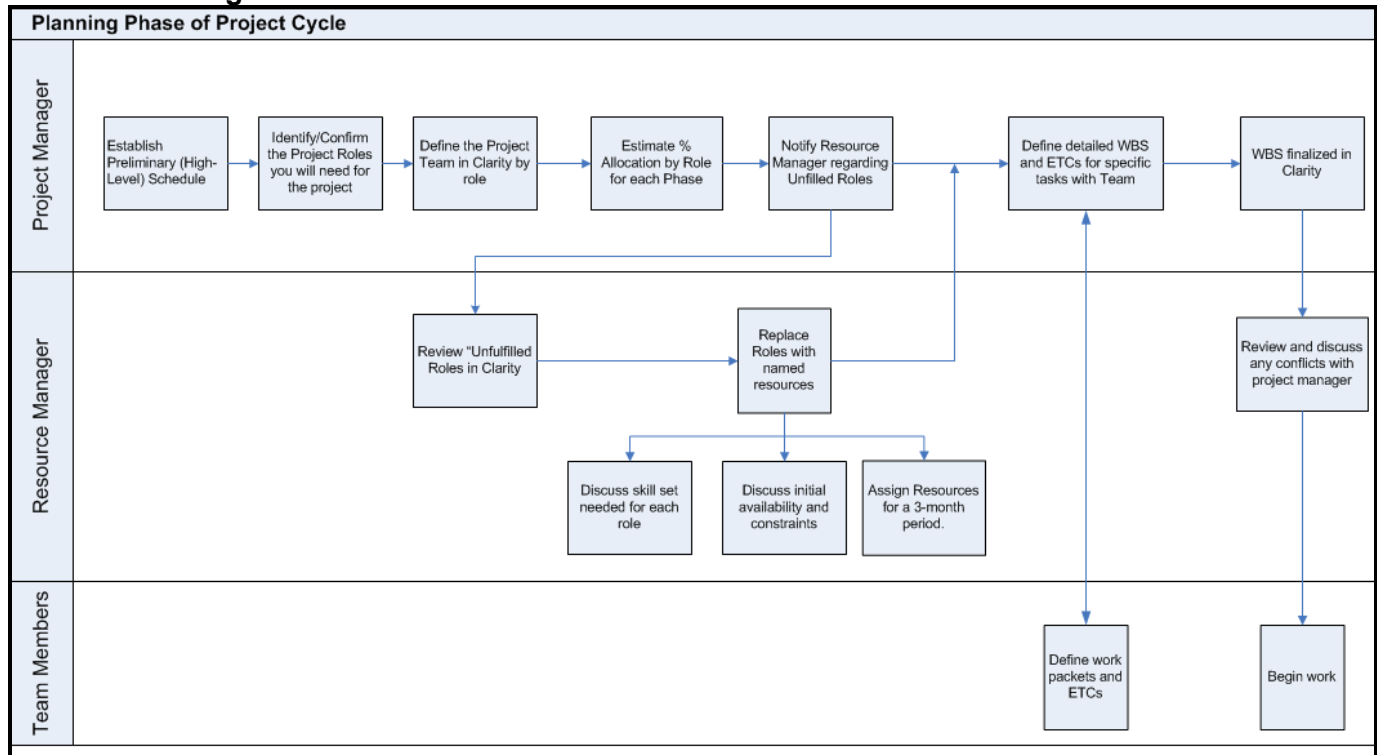 Planning Phase of Project Cycle
Project Manager
Establish
Preliminary (High-
Level) Schedule
Identify/Confirm
the Project Roles
you will need for
the project
Define the Project
Team in Clarity by
role
Estimate %
Allocation by Role
for each Phase
Notify Resource
Manager regarding
Unfilled Roles
Define detailed WBS
and ETCs for specific
tasks with Team
WBS finalized in
Clarity
Resource Manager
Review "Unfulfilled
Roles in Clarity
Replace
Roles with
named
resources
Review and discuss
any conflicts with
project manager
Discuss skill set
needed for each
role
Discuss initial
availability and
constraints
Assign Resources
for a 3-month
period.
Team Members
Define work
packets and
ETCs
Begin work